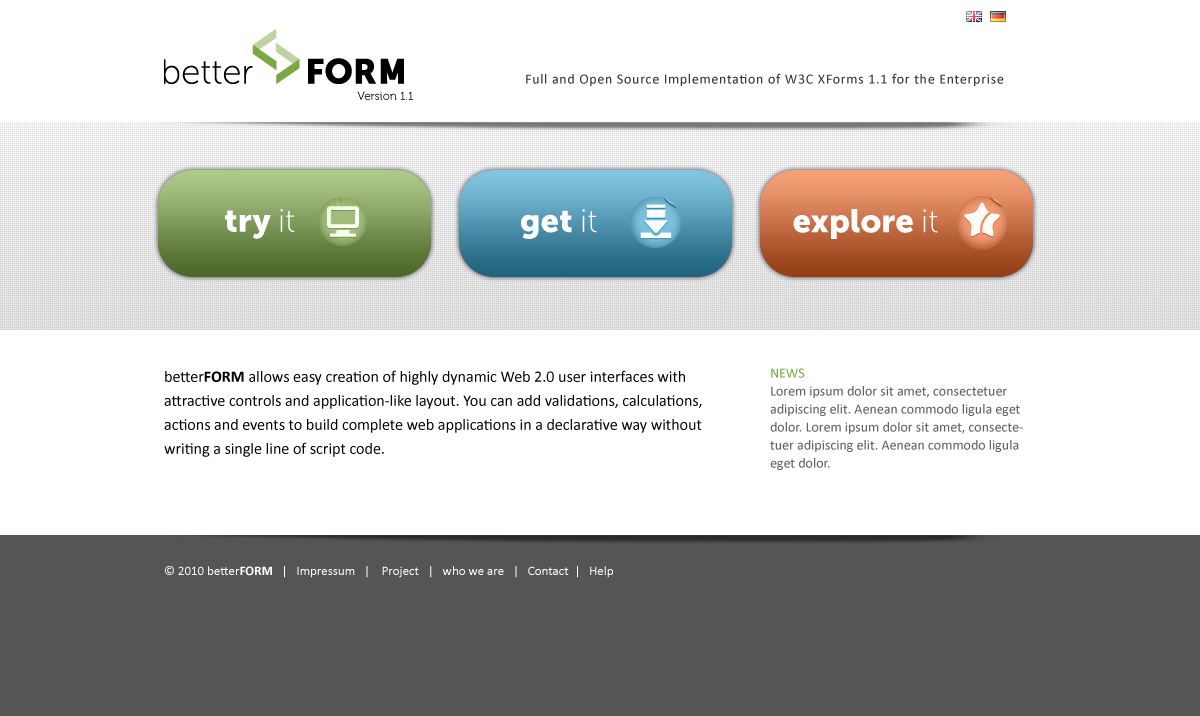 betterFORM
Version 1.1
Full and Open Source Implementation of W3C XForms 1.1 for the Enterprise
try it
get it
explore it
betterFORM allows easy creation of highly dynamic Web 2.0 user interfaces with
attractive controls and application-like layout. You can add validations, calculations,
actions and events to build complete web applications in a declarative way without
writing a single line of script code.
NEWS
Lorem ipsum dolor sit amet, consectetuer
adipiscing elit. Aenean commodo ligula eget
dolor. Lorem ipsum dolor sit amet, consecte-
tuer adipiscing elit. Aenean commodo ligula
eget dolor.
© 2010 betterFORM | Impressum | Project | who we are | Contact | Help